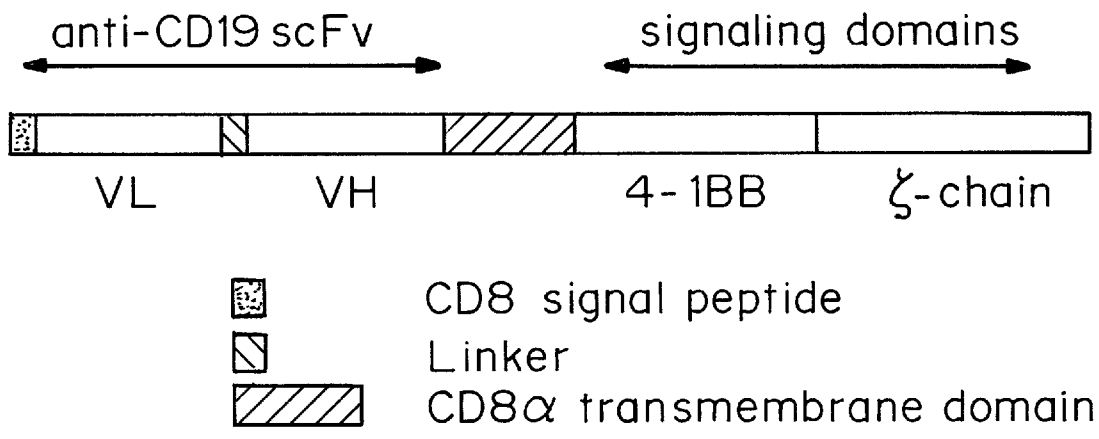 anti-CD19 scFv
signaling domains
VL
VH
4-1BB
ζ-chain
CD8 signal peptide
Linker
CD8α transmembrane domain